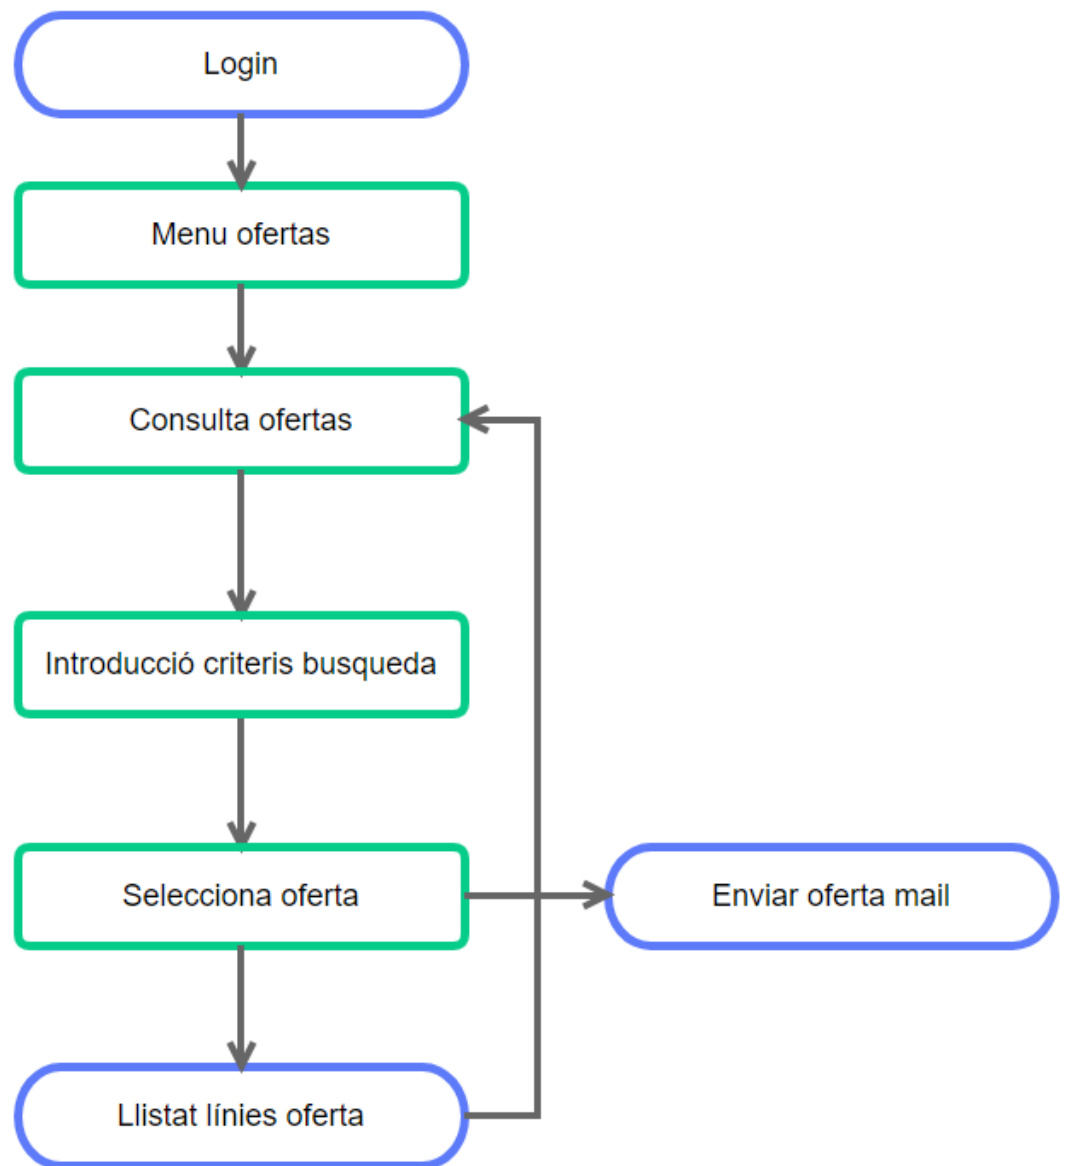 Login
Menu ofertas
Consulta ofertas
Introducció criteris busqueda
Selecciona oferta
Enviar oferta mail
Llistat línies oferta